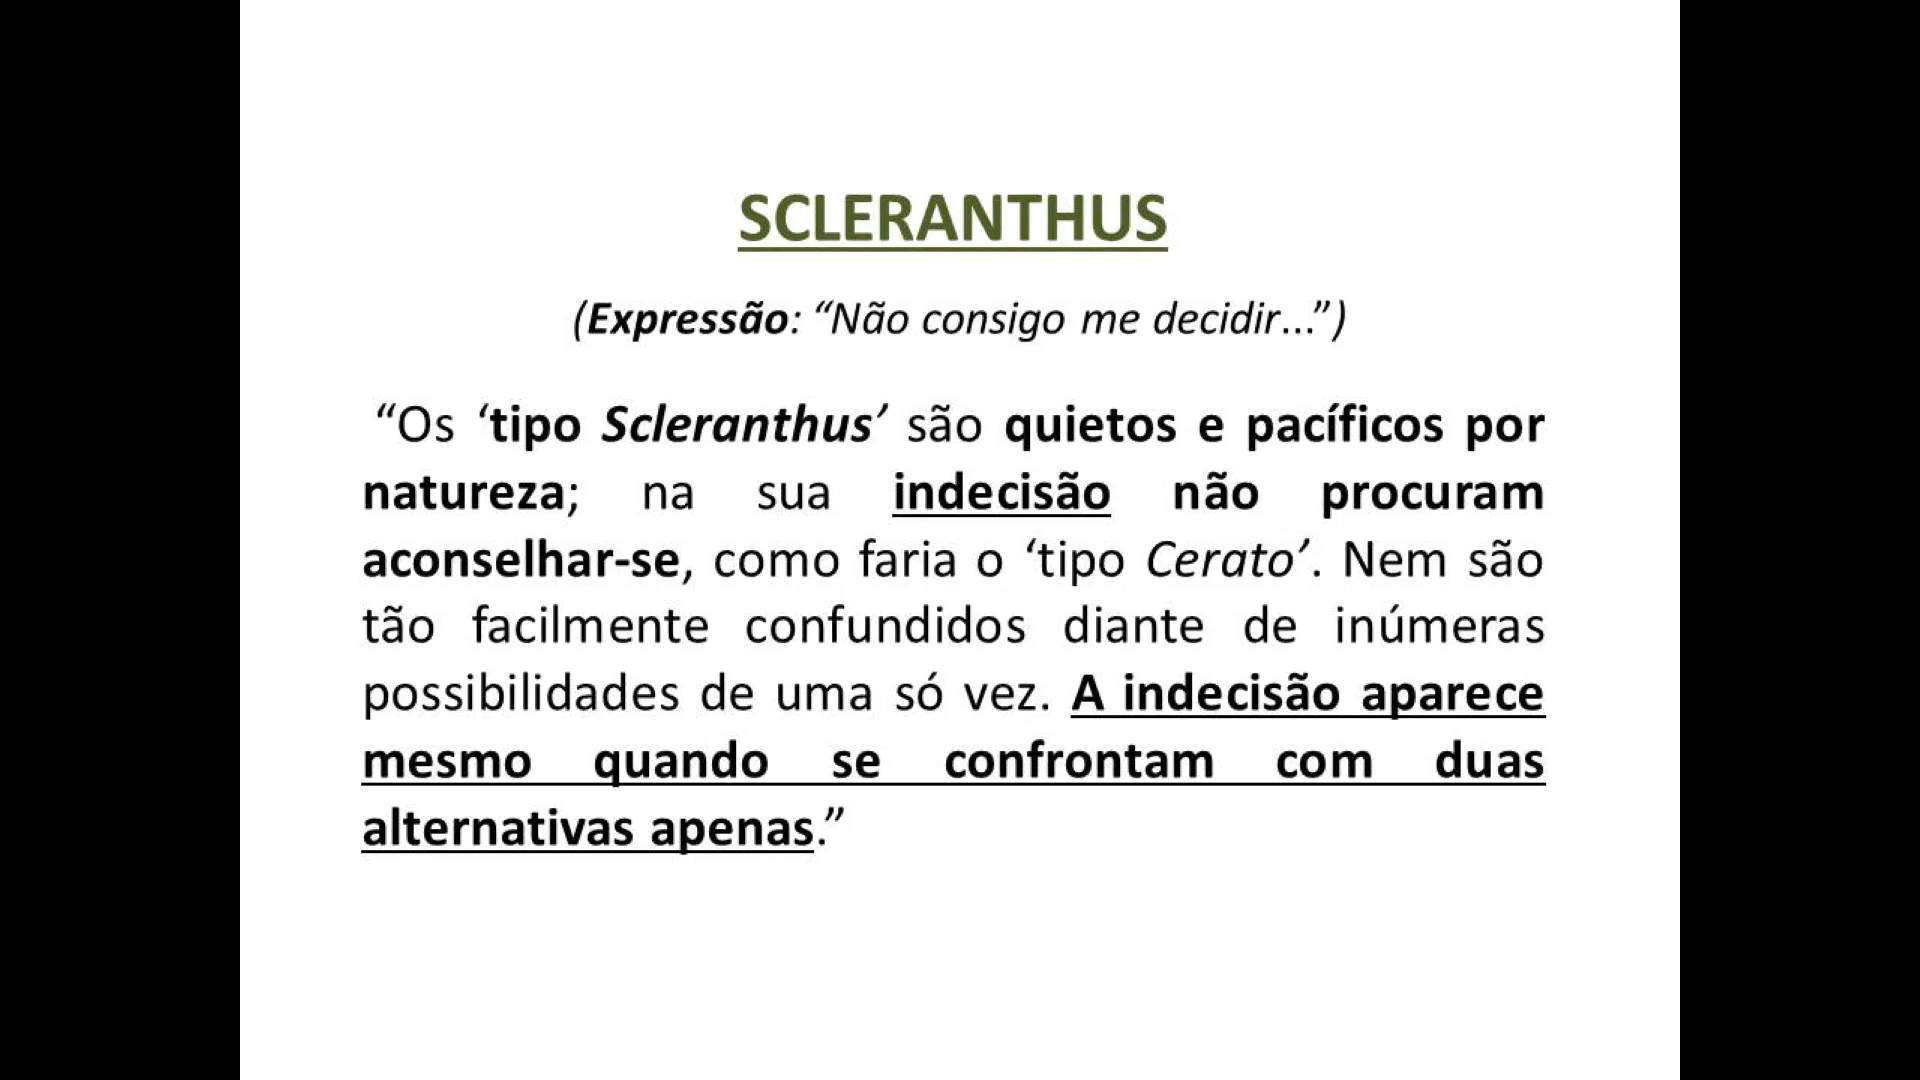 SCLERANTHUS
(Expressão: “Não consigo me decidir...”)
“Os ‘tipo Scleranthus’ são quietos e pacíficos por
natureza; na sua indecisão não procuram
aconselhar-se, como faria o ‘tipo Cerato’. Nem são
tão facilmente confundidos diante de inúmeras
possibilidades de uma só vez. A indecisão aparece
mesmo quando se confrontam com duas
alternativas apenas.”